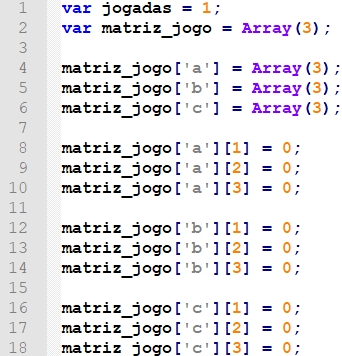 1 var jogadas = 1;
2 var matriz_jogo = Array(3);
3
4 matriz_jogo['a'] = Array(3);
5 matriz_jogo['b'] = Array(3);
6 matriz_jogo['c'] = Array(3);
7
8 matriz_jogo['a'][1] = 0;
9 matriz_jogo['a'][2] = 0;
10 matriz_jogo['a'][3] = 0;
11
12 matriz_jogo['b'][1] = 0;
13 matriz_jogo['b'][2] = 0;
14 matriz_jogo['b'][3] = 0;
15
16 matriz_jogo['c'][1] = 0;
17 matriz_jogo['c'][2] = 0;
18 matriz_jogo['c'][3] = 0;